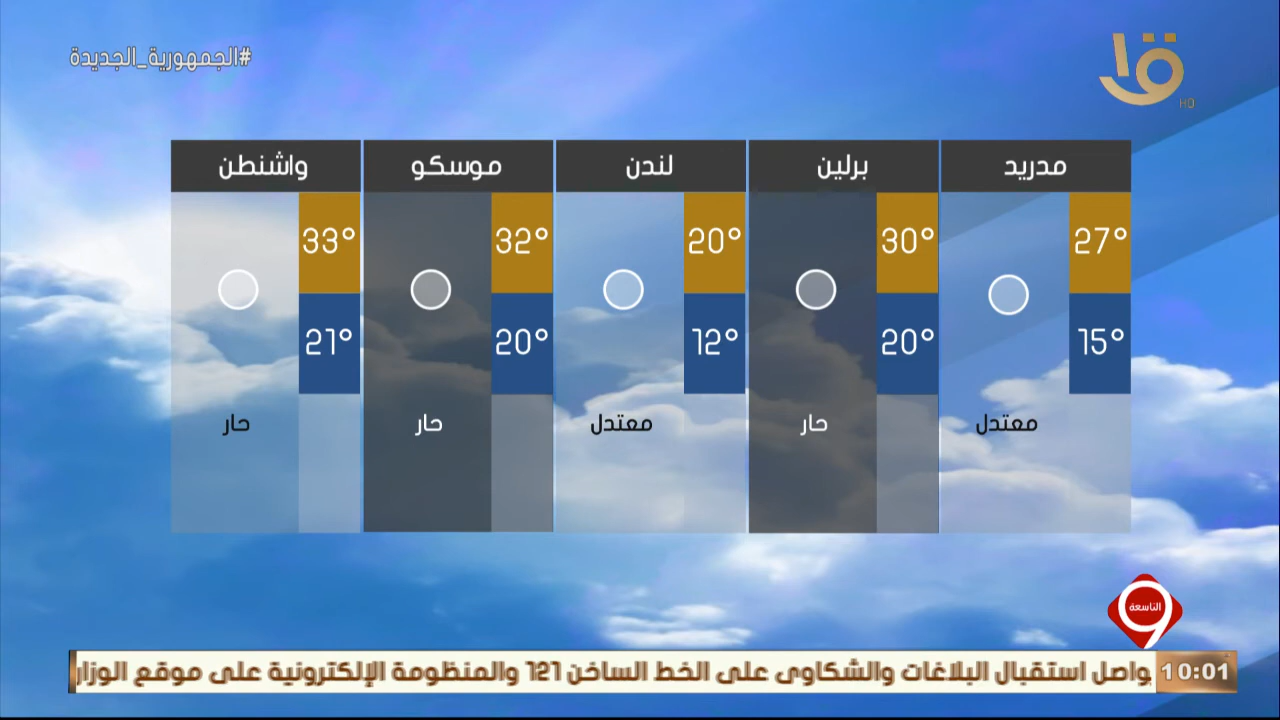 #الجمهورية_الجديدة
HD
مدريد
27°
15°
معتدل
برلين
30°
20°
حار
لندن
20°
12°
معتدل
موسكو
32°
20°
حار
واشنطن
33°
21°
حار
التاسعة
9
10:01
واصل استقبال البلاغات والشكاوى على الخط الساخن 121 والمنظومة الإلكترونية على موقع الوزار